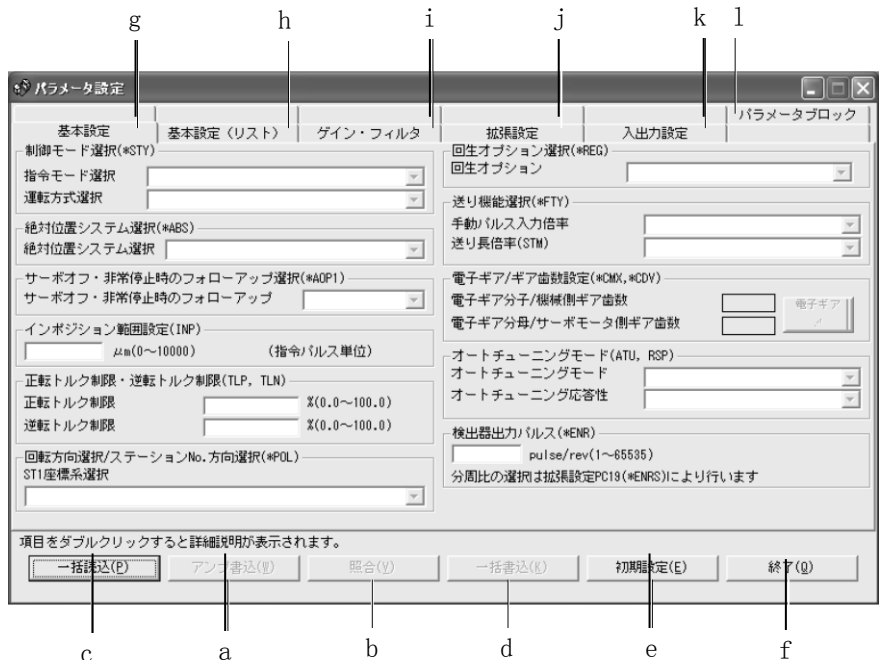 g h i j k l
パラメータ設定
パラメータブロック
基本設定 基本設定（リスト） ゲイン・フィルタ 拡張設定 入出力設定
制御モード選択(*STY)
指令モード選択
運転方式選択
絶対位置システム選択(*ABS)
絶対位置システム選択
サーボオフ・非常停止時のフォローアップ選択(*AOP1)
サーボオフ・非常停止時のフォローアップ
インポジション範囲設定(INP)
μm(0～10000) (指令パルス単位)
正転トルク制限・逆転トルク制限(TLP, TLN)
正転トルク制限 %(0.0～100.0)
逆転トルク制限 %(0.0～100.0)
回転方向選択/ステーションNo.方向選択(*POL)
ST1座標系選択
回生オプション選択(*REG)
回生オプション
送り機能選択(*FTY)
手動パルス入力倍率
送り長倍率(STM)
電子ギア/ギア歯数設定(*CMX,*CDV)
電子ギア分子/機械側ギア歯数
電子ギア分母/サーボモータ側ギア歯数
電子ギア
オートチューニングモード(ATU, RSP)
オートチューニングモード
オートチューニング応答性
検出器出力パルス(*ENR)
pulse/rev(1～65535)
分周比の選択は拡張設定PC19(*ENRS)により行います
項目をダブルクリックすると詳細説明が表示されます。
一括読込(P) アンプ書込(W) 照合(V) 一括書込(K) 初期設定(E) 終了(Q)
c a b d e f